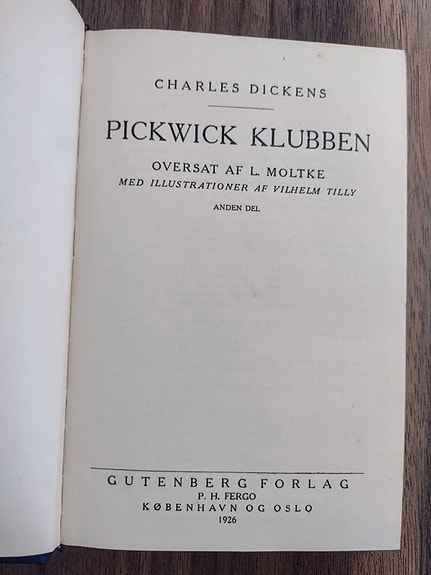 CHARLES DICKENS
PICKWICK KLUBBEN
OVERSAT AF L. MOLTKE
MED ILLUSTRATIONER AF VILHELM TILLY
ANDEN DEL
GUTENBERG FORLAG
P. H. FERGO
KØBENHAVN OG OSLO
1926